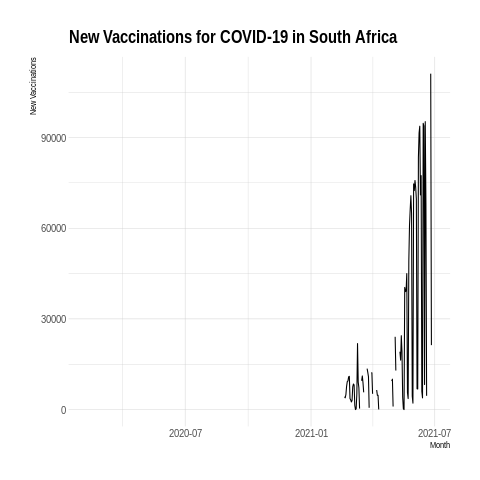 New Vaccinations for COVID-19 in South Africa
New Vaccinations
90000
60000
30000
0
2020-07
2021-01
2021-07
Month